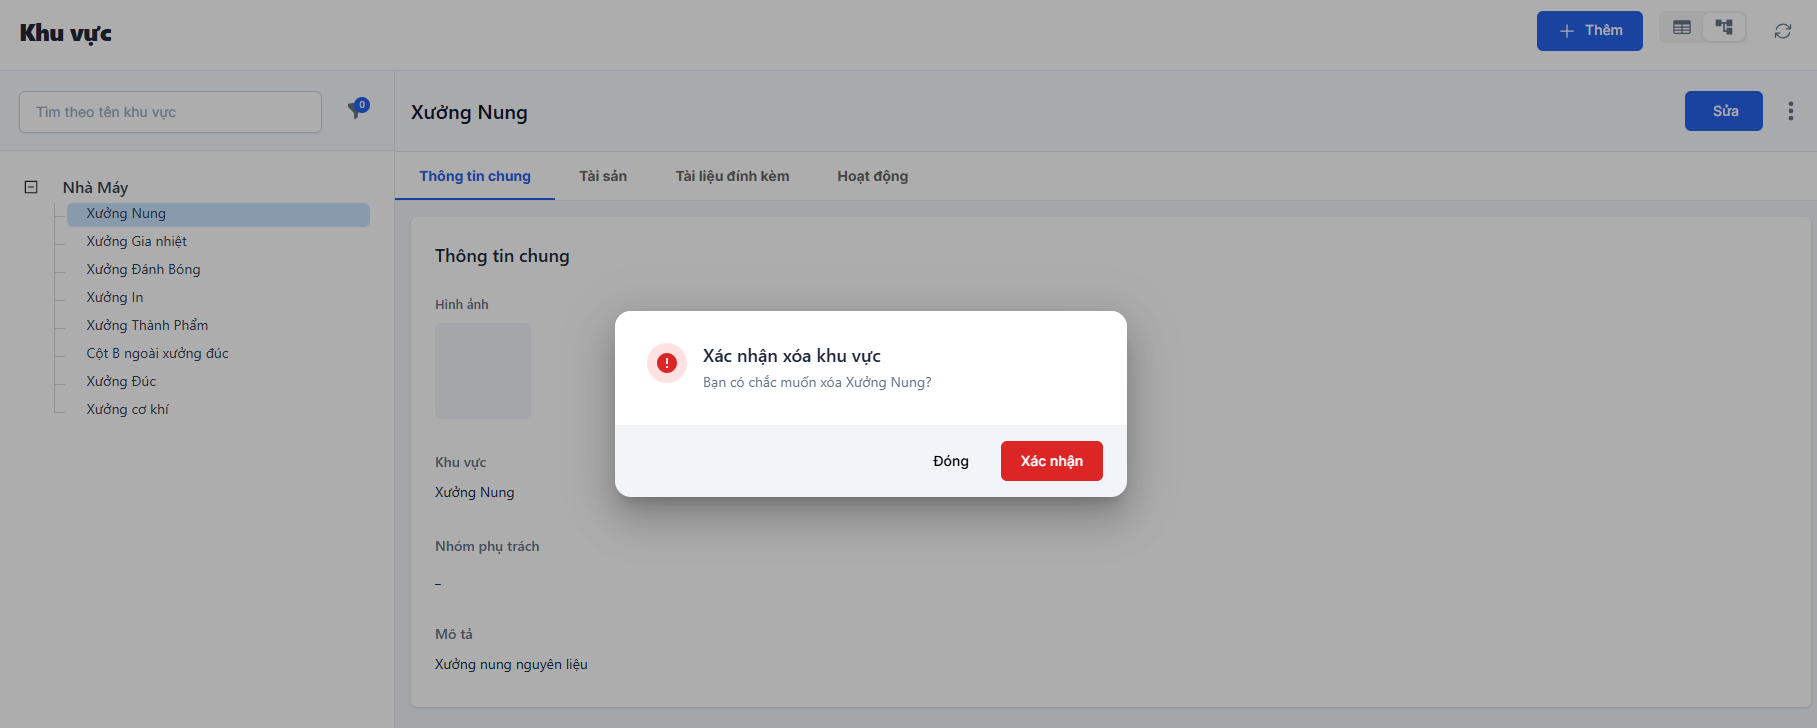 Khu vực
Thêm
Tìm theo tên khu vực
0
Xưởng Nung
Sửa
Thông tin chung
Tài sản
Tài liệu đính kèm
Hoạt động
Nhà Máy
Xưởng Nung
Xưởng Gia nhiệt
Xưởng Đánh Bóng
Xưởng In
Xưởng Thành Phẩm
Cột B ngoài xưởng đúc
Xưởng Đúc
Xưởng cơ khí
Thông tin chung
Hình ảnh
Khu vực
Xưởng Nung
Nhóm phụ trách
–
Mô tả
Xưởng nung nguyên liệu
Xác nhận xóa khu vực
Bạn có chắc muốn xóa Xưởng Nung?
Đóng
Xác nhận